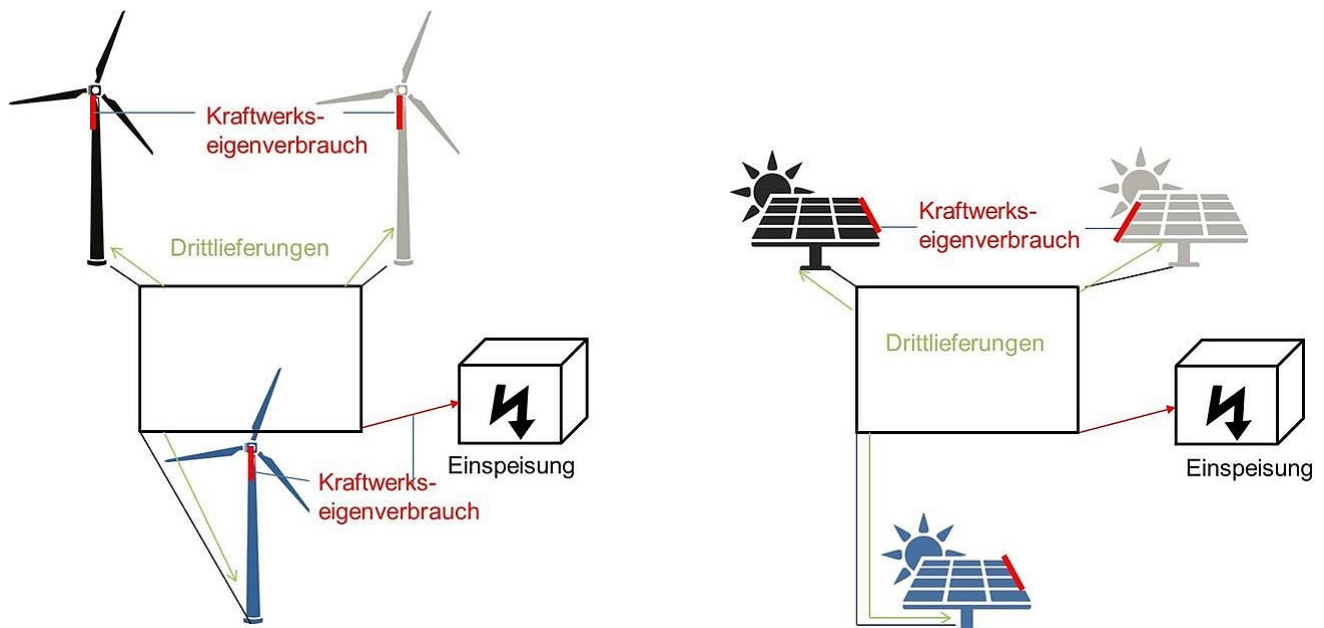 Kraftwerks-
eigenverbrauch
Drittlieferungen
Einspeisung
Kraftwerks-
eigenverbrauch
Kraftwerks-
eigenverbrauch
Drittlieferungen
Einspeisung